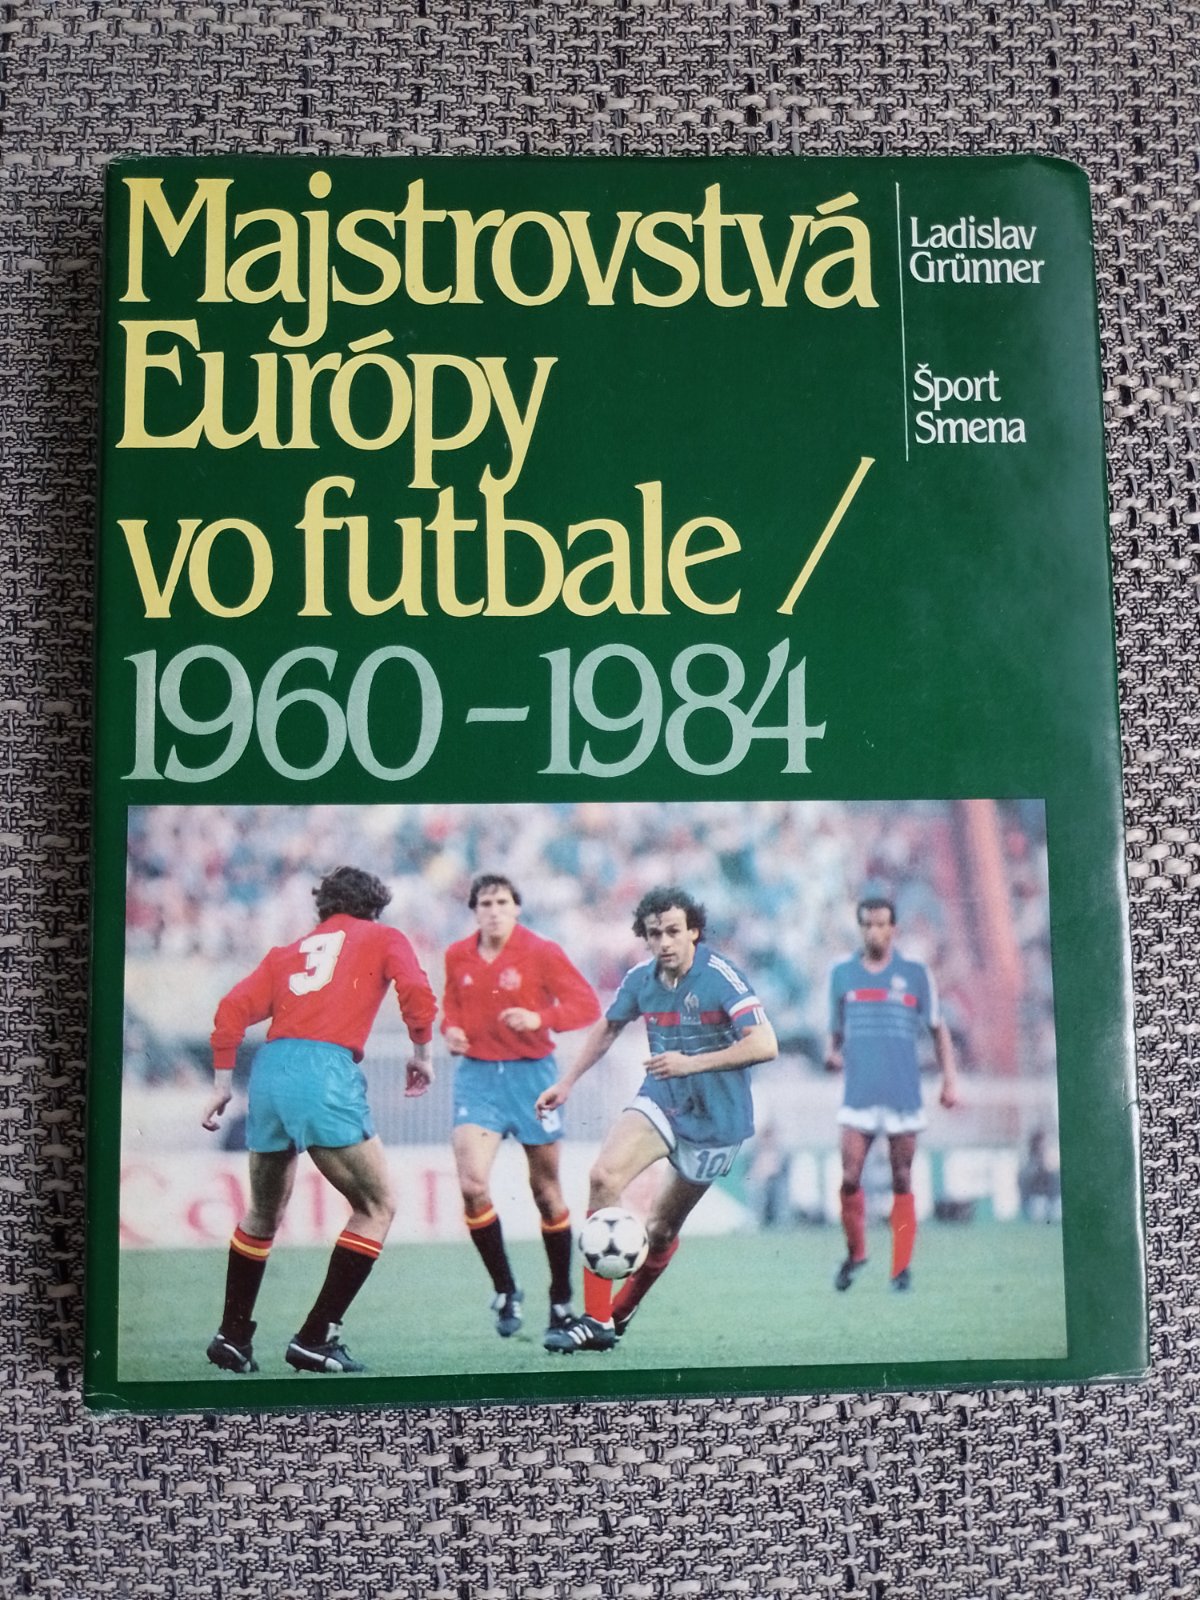 Majstrovstvá
Európy
vo futbale /
1960-1984
Ladislav
Grünner
Šport
Smena
3
10